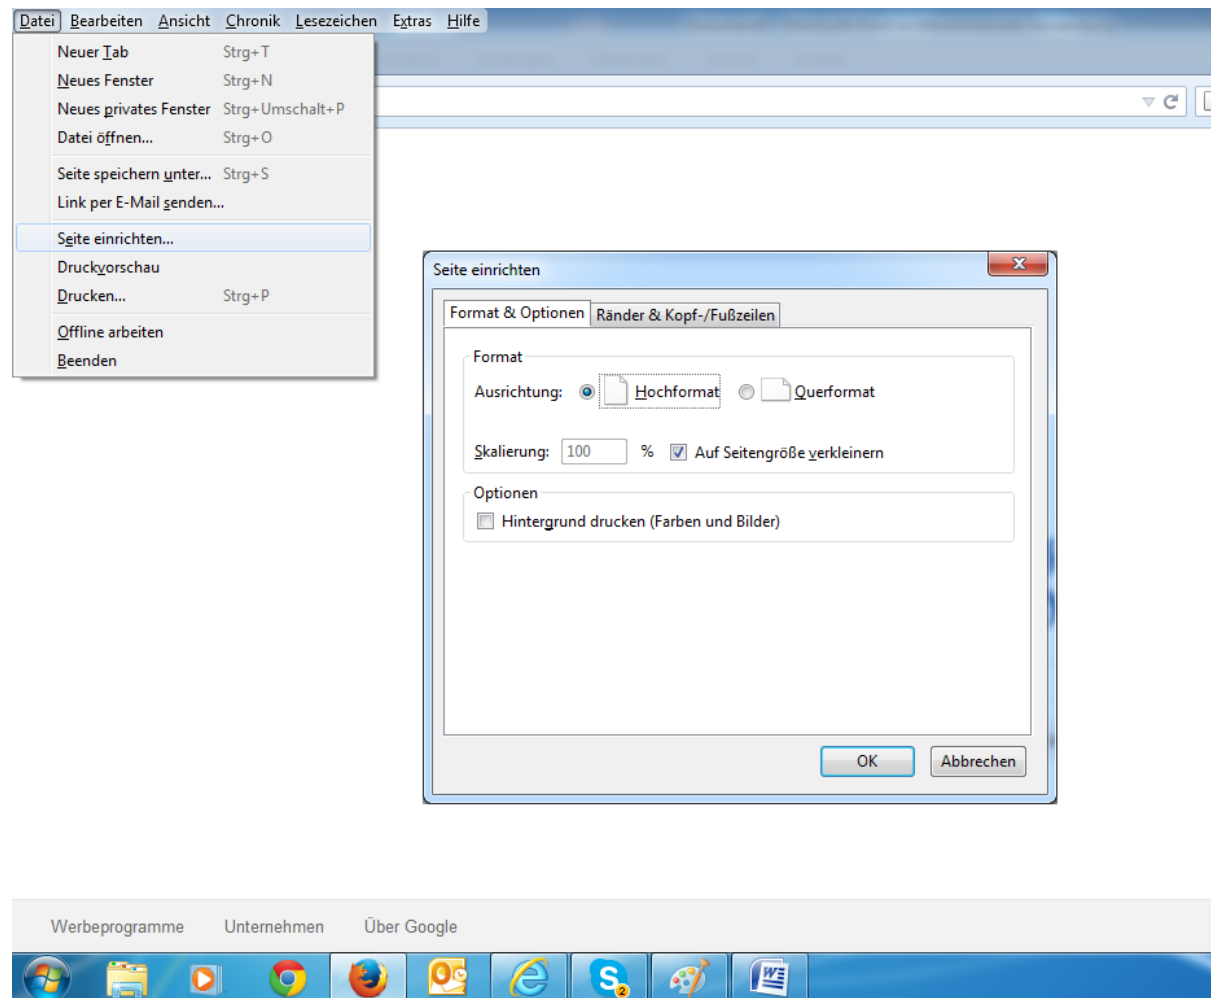 Datei Bearbeiten Ansicht Chronik Lesezeichen Extras Hilfe
Neuer Tab Strg+T
Neues Fenster Strg+N
Neues privates Fenster Strg+Umschalt+P
Datei öffnen... Strg+O
Seite speichern unter... Strg+S
Link per E-Mail senden...
Seite einrichten...
Druckvorschau
Drucken... Strg+P
Offline arbeiten
Beenden
Seite einrichten
Format & Optionen Ränder & Kopf-/Fußzeilen
Format
Ausrichtung: Hochformat Querformat
Skalierung: 100 % Auf Seitengröße verkleinern
Optionen
Hintergrund drucken (Farben und Bilder)
OK Abbrechen
Werbeprogramme Unternehmen Über Google